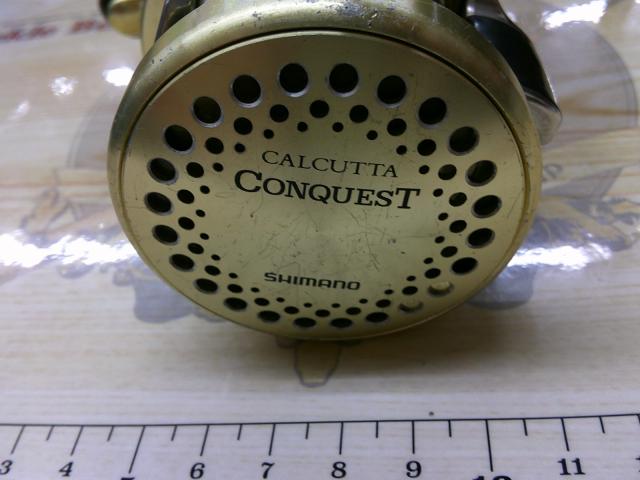 CALCUTTA
CONQUEST
SHIMANO
3 4 5 6 7 8 9 10 11